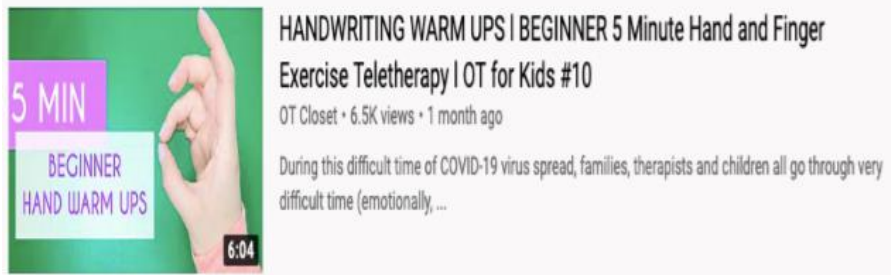 5 MIN
BEGINNER
HAND WARM UPS
6:04
HANDWRITING WARM UPS l BEGINNER 5 Minute Hand and Finger
Exercise Teletherapy l OT for Kids #10
OT Closet • 6.5K views • 1 month ago
During this difficult time of COVID-19 virus spread, families, therapists and children all go through very
difficult time (emotionally, ...